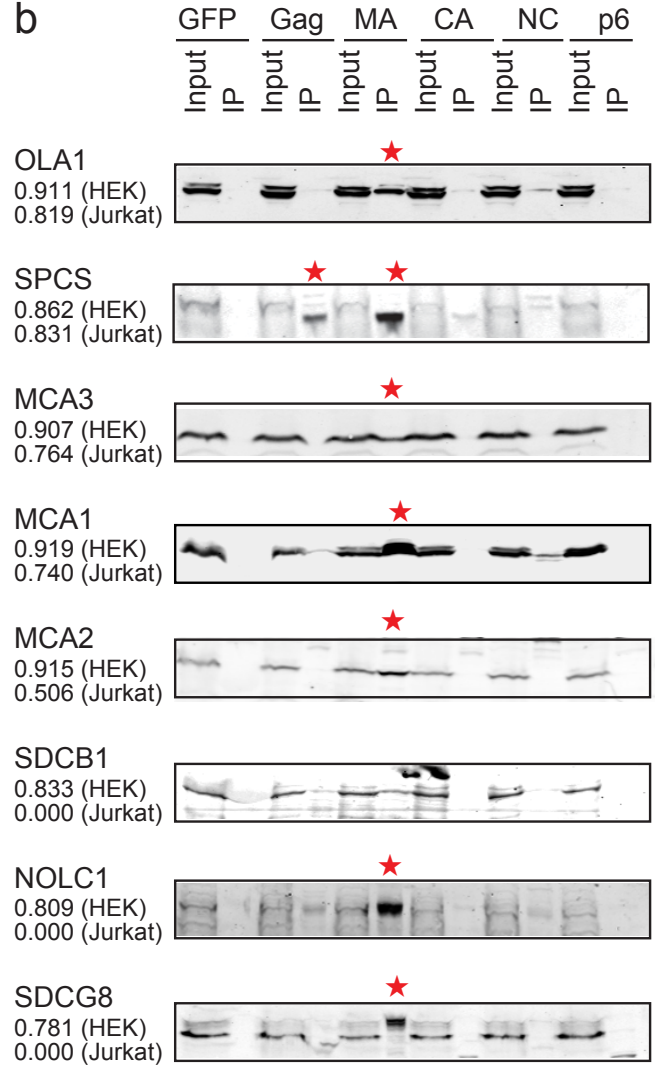 b
GFP Gag MA CA NC p6
Input IP Input IP Input IP Input IP Input IP Input IP
OLA1
0.911 (HEK)
0.819 (Jurkat)
SPCS
0.862 (HEK)
0.831 (Jurkat)
MCA3
0.907 (HEK)
0.764 (Jurkat)
MCA1
0.919 (HEK)
0.740 (Jurkat)
MCA2
0.915 (HEK)
0.506 (Jurkat)
SDCB1
0.833 (HEK)
0.000 (Jurkat)
NOLC1
0.809 (HEK)
0.000 (Jurkat)
SDCG8
0.781 (HEK)
0.000 (Jurkat)